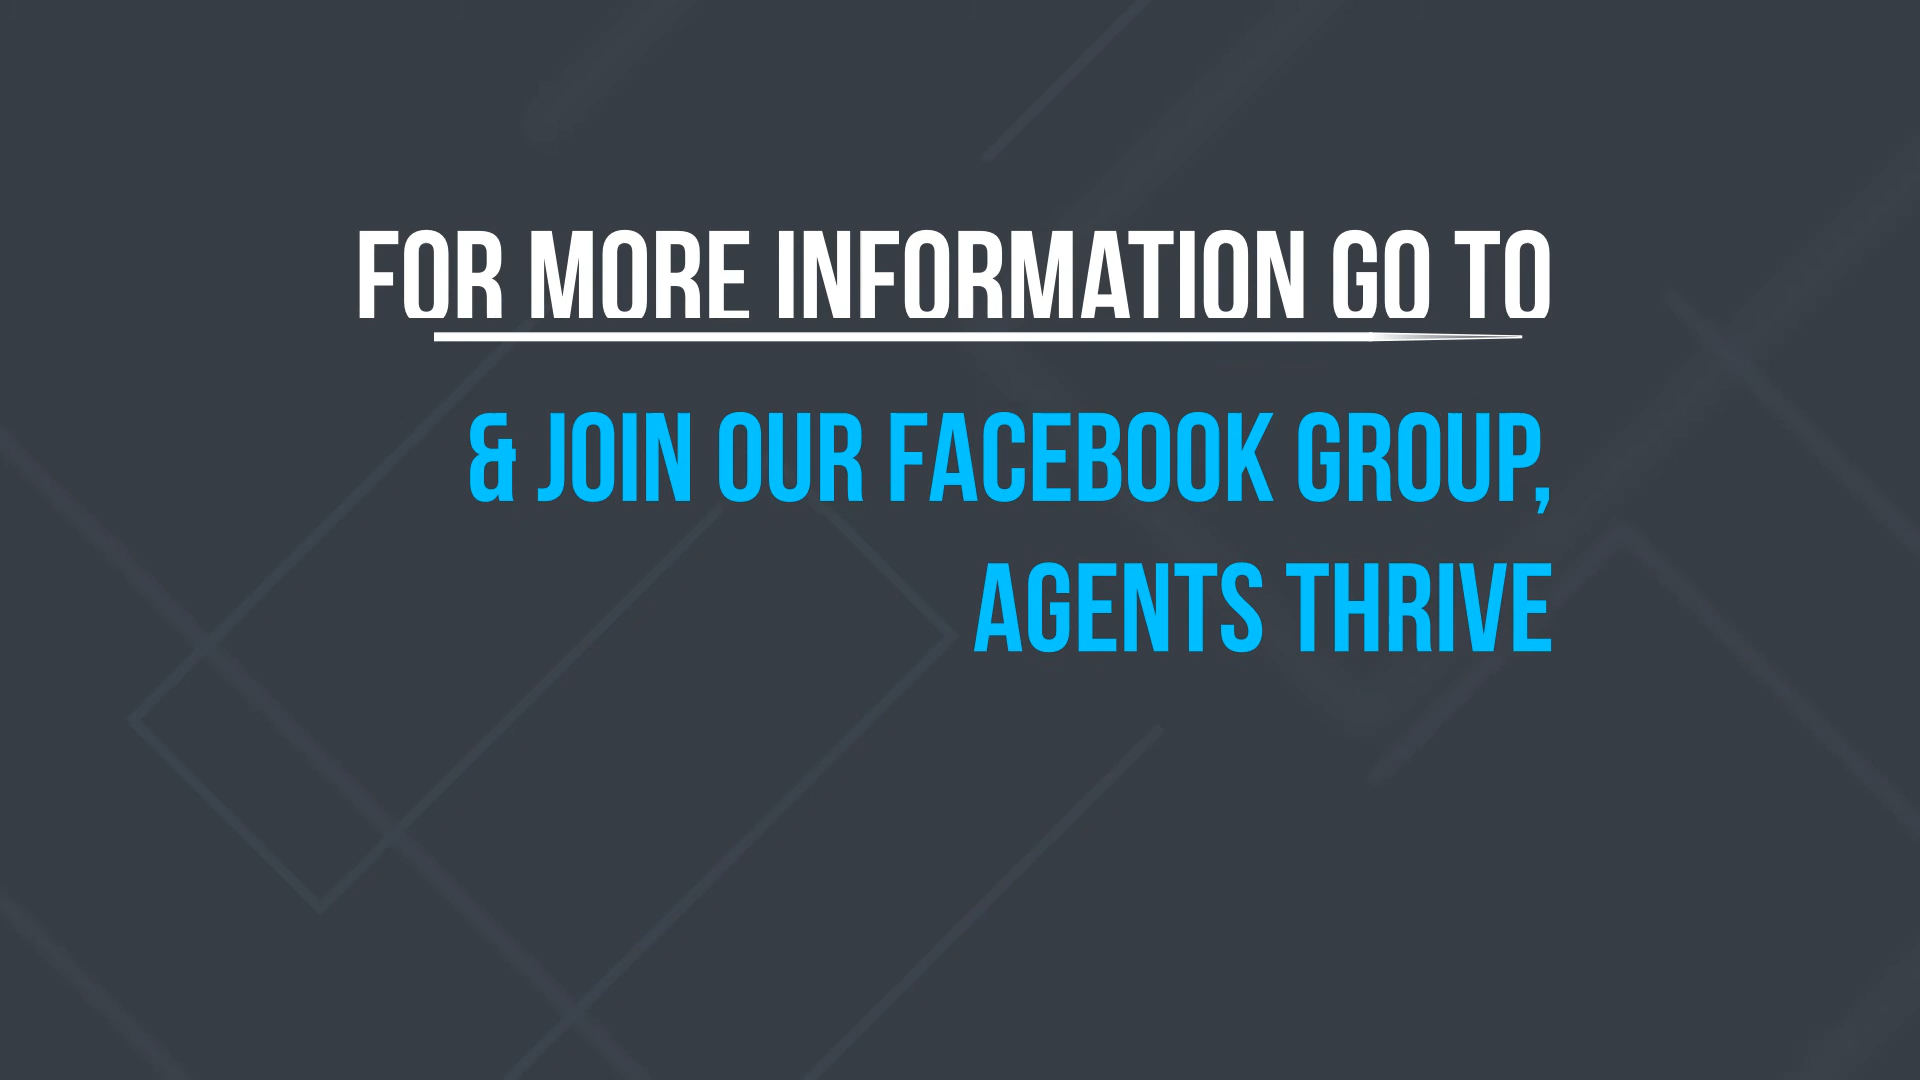 FOR MORE INFORMATION GO TO
& JOIN OUR FACEBOOK GROUP,
AGENTS THRIVE